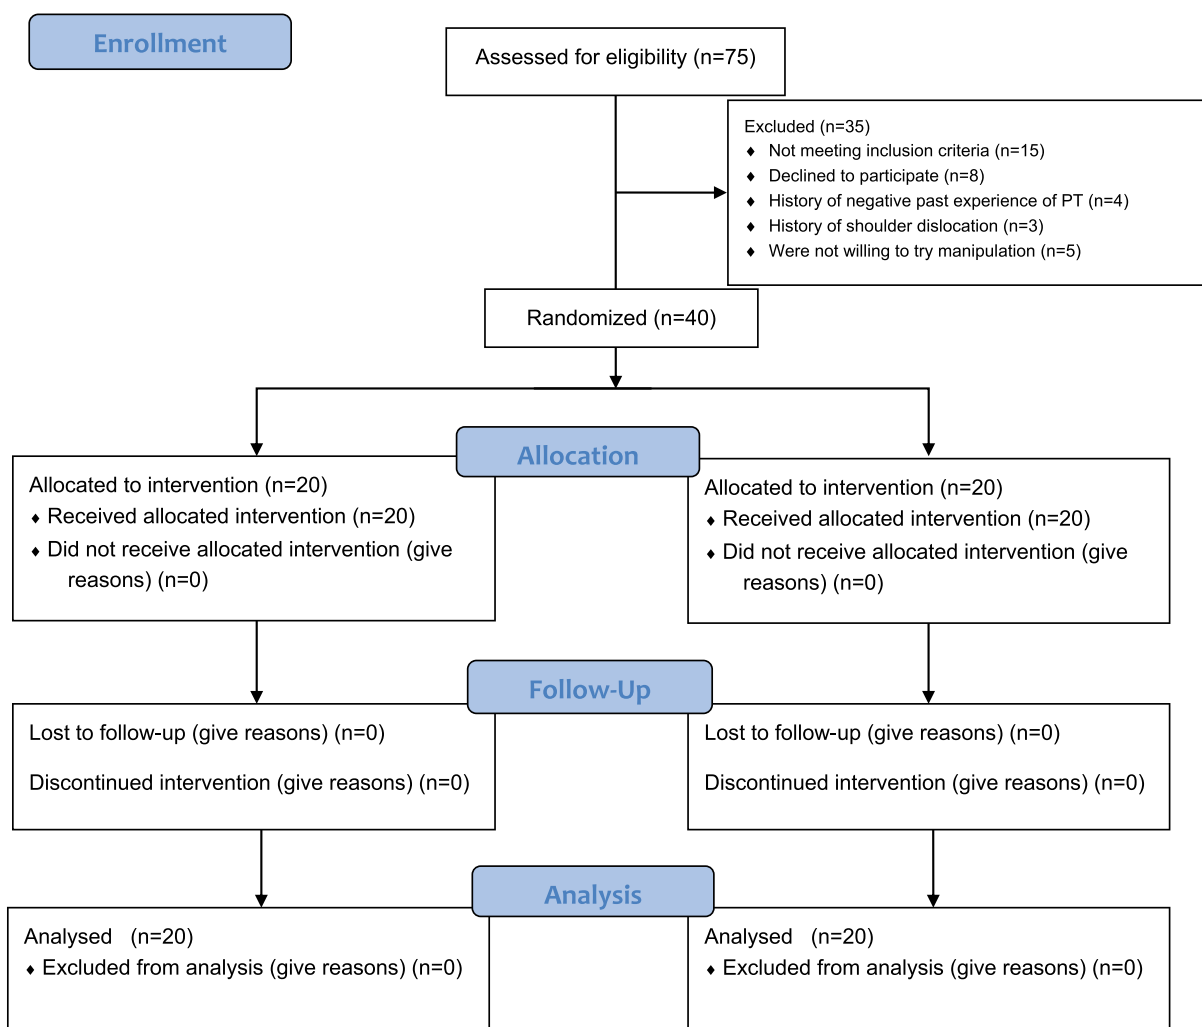 Enrollment
Assessed for eligibility (n=75)
Excluded (n=35)
♦ Not meeting inclusion criteria (n=15)
♦ Declined to participate (n=8)
♦ History of negative past experience of PT (n=4)
♦ History of shoulder dislocation (n=3)
♦ Were not willing to try manipulation (n=5)
Randomized (n=40)
Allocation
Allocated to intervention (n=20)
♦ Received allocated intervention (n=20)
♦ Did not receive allocated intervention (give
reasons) (n=0)
Allocated to intervention (n=20)
♦ Received allocated intervention (n=20)
♦ Did not receive allocated intervention (give
reasons) (n=0)
Follow-Up
Lost to follow-up (give reasons) (n=0)
Discontinued intervention (give reasons) (n=0)
Lost to follow-up (give reasons) (n=0)
Discontinued intervention (give reasons) (n=0)
Analysis
Analysed (n=20)
♦ Excluded from analysis (give reasons) (n=0)
Analysed (n=20)
♦ Excluded from analysis (give reasons) (n=0)